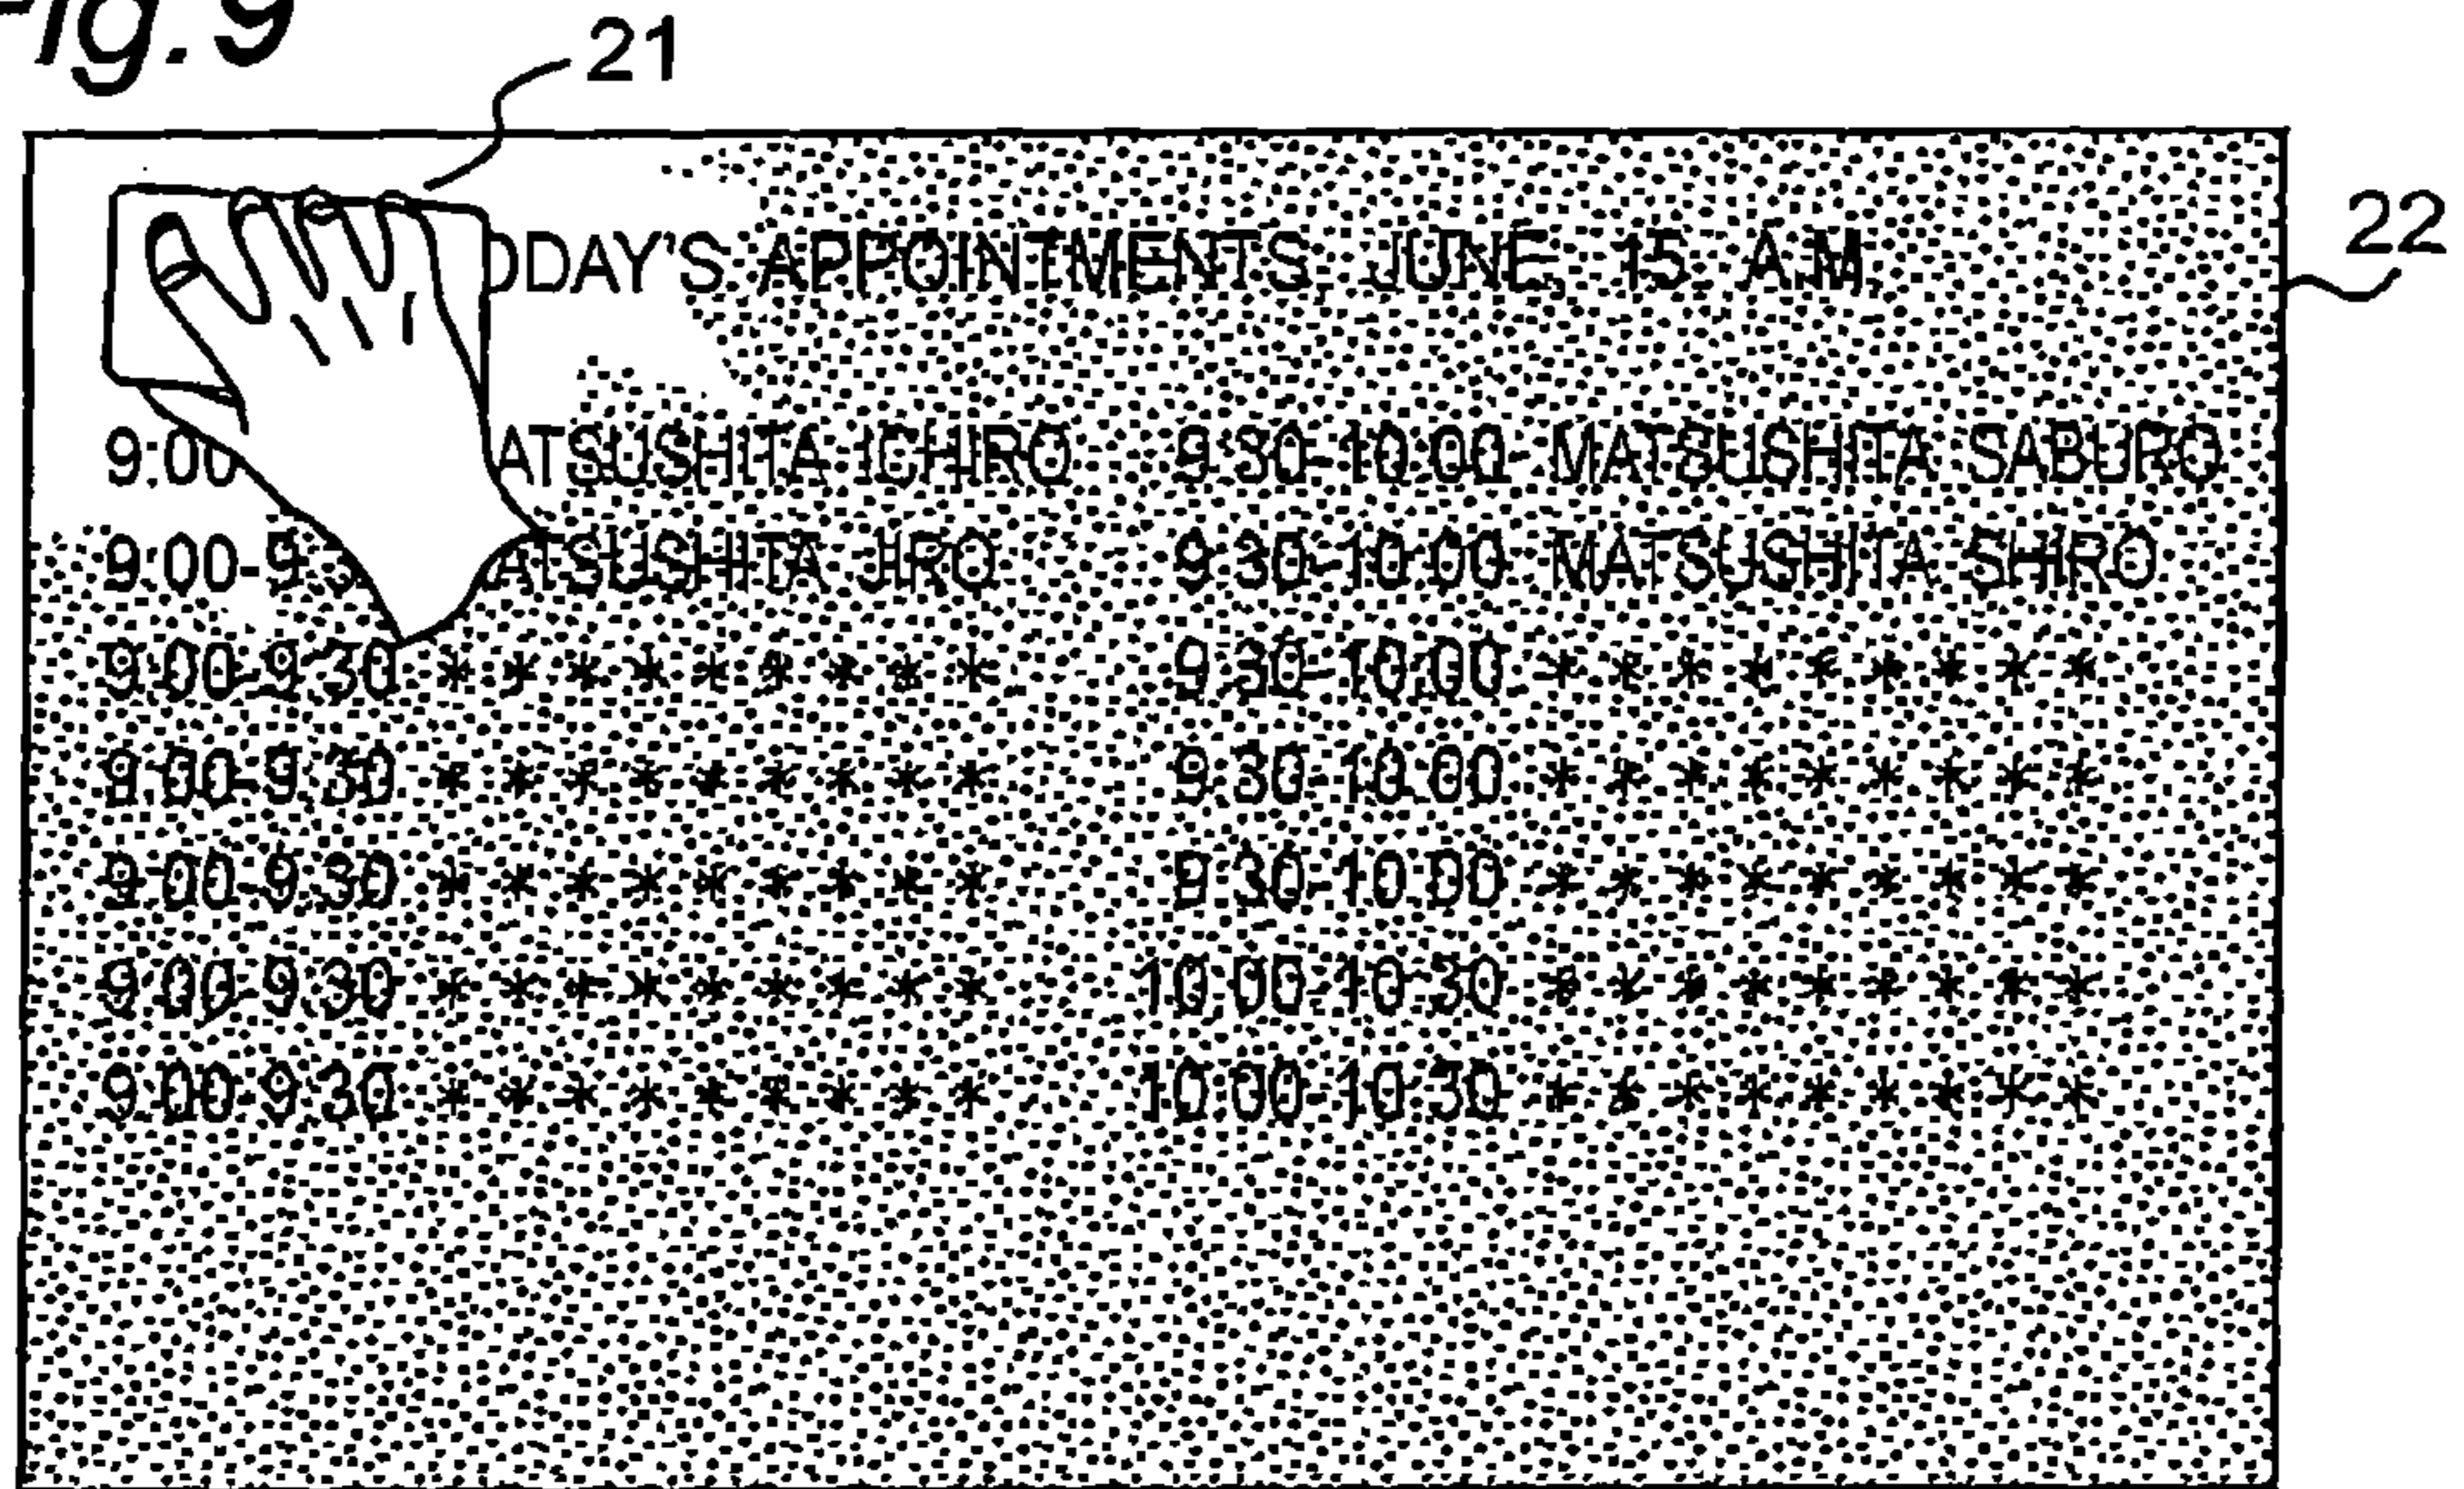 Fig.9
21
22
ODAY'S APPOINTMENTS, JUNE, 15, A.M.
9:00 ATSUSHITA ICHIRO 9:30-10:00 MATSUSHITA SABURO
9:00-9:3 ATSUSHITA JIRO 9:30-10:00 MATSUSHITA SHIRO
9:00-9:30 * * * * * * * * * 9:30-10:00 * * * * * * * * *
9:00-9:30 * * * * * * * * * 9:30-10:00 * * * * * * * * *
9:00-9:30 * * * * * * * * * 9:30-10:00 * * * * * * * * *
9:00-9:30 * * * * * * * * * 10:00-10:30 * * * * * * * * *
9:00-9:30 * * * * * * * * * 10:00-10:30 * * * * * * * * *